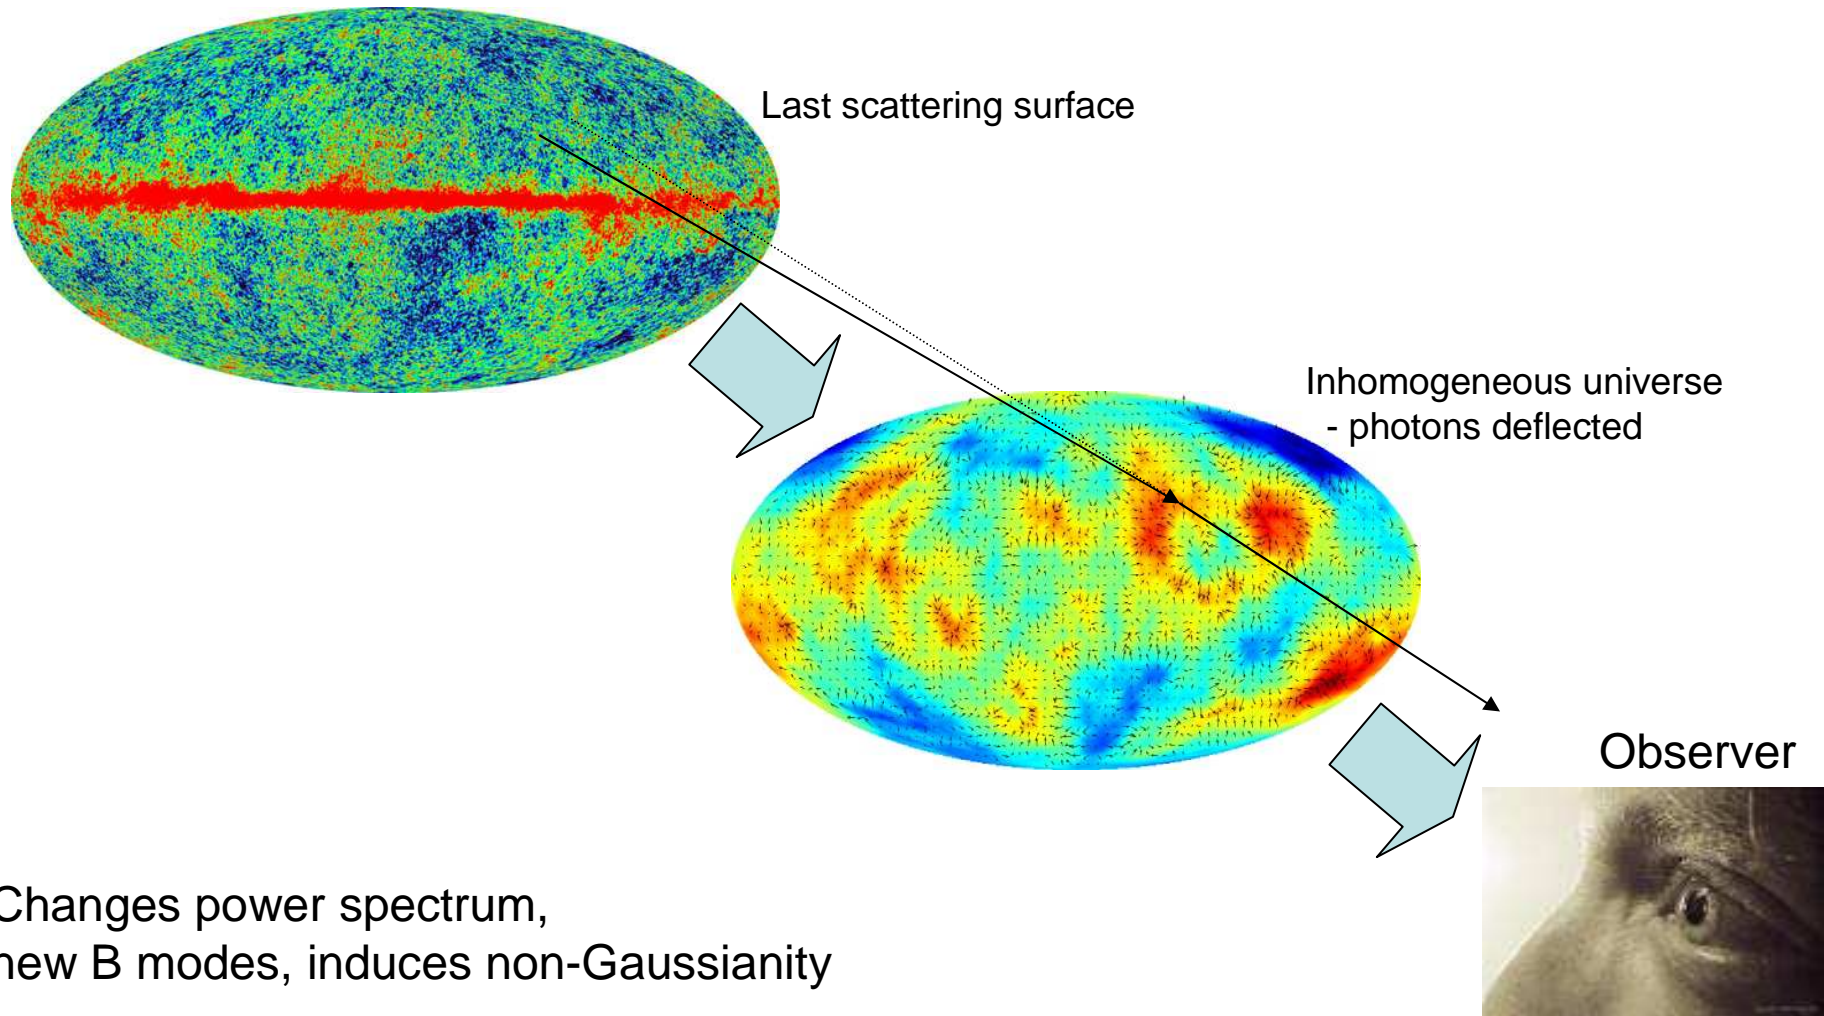 Last scattering surface
Inhomogeneous universe
- photons deflected
Observer
Changes power spectrum,
new B modes, induces non-Gaussianity